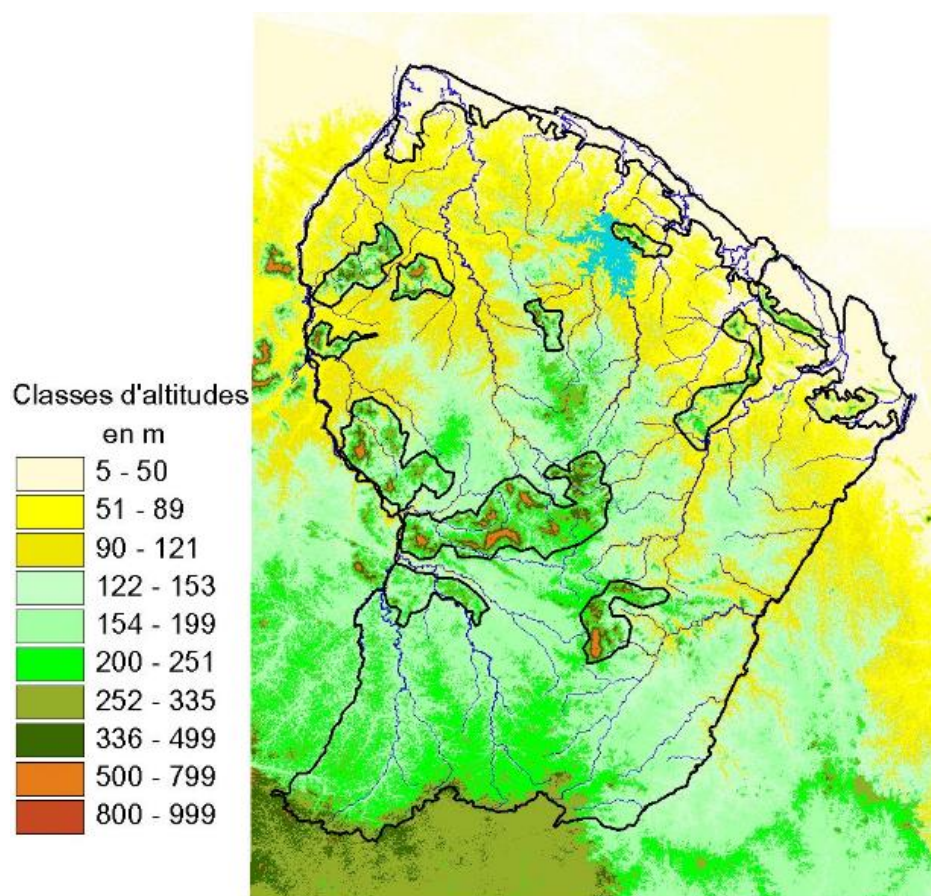 Classes d'altitudes
en m
5 - 50
51 - 89
90 - 121
122 - 153
154 - 199
200 - 251
252 - 335
336 - 499
500 - 799
800 - 999